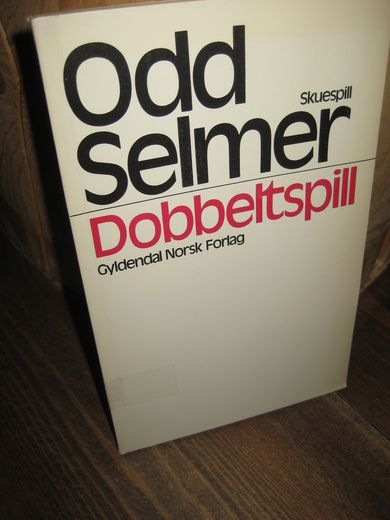 Odd
Skuespill
Selmer
Dobbeltspill
Gyldendal Norsk Forlag